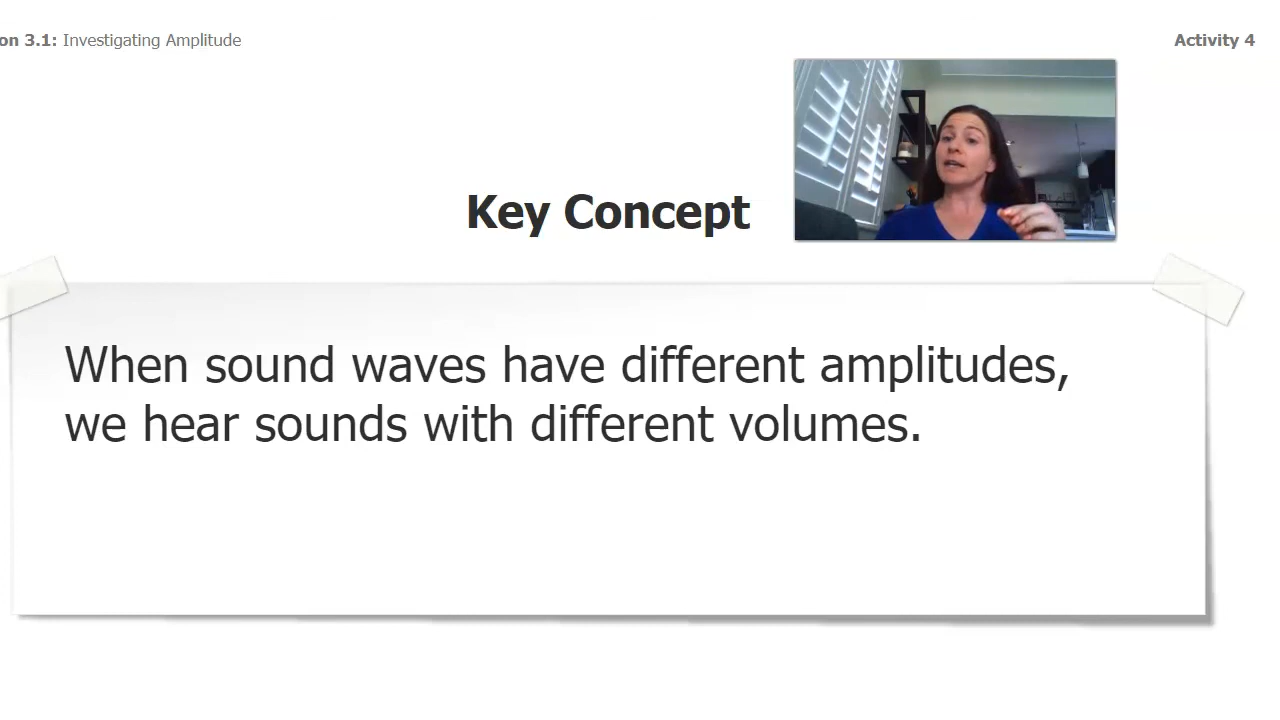 on 3.1: Investigating Amplitude
Activity 4
Key Concept
When sound waves have different amplitudes,
we hear sounds with different volumes.